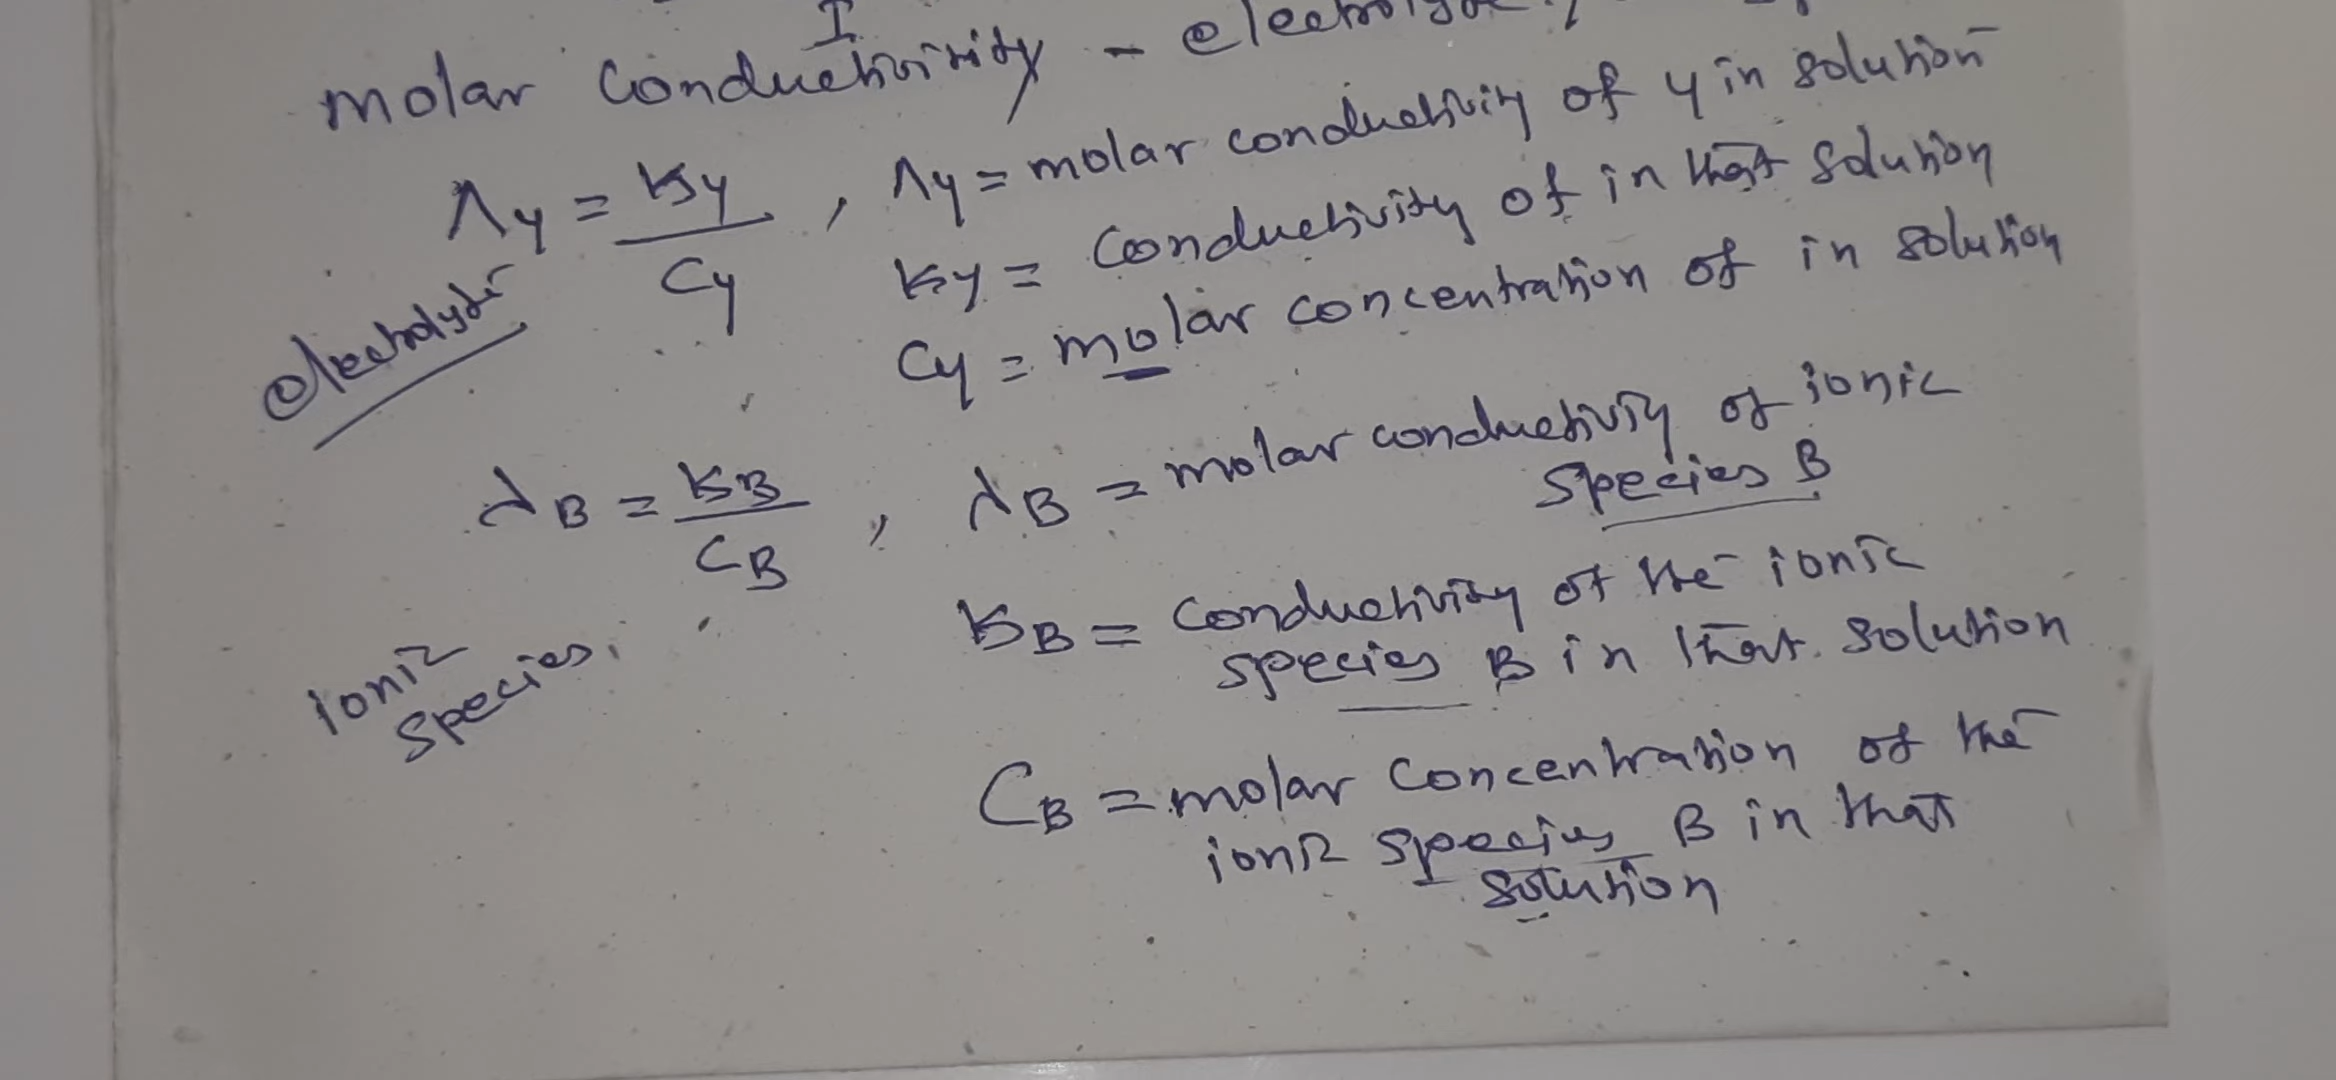 molar conductivity - electrolyte
Λy = κy / Cy , Λy = molar conductivity of y in solution
κy = conductivity of in that solution
electrolyte
Cy = molar concentration of in solution
λB = κB / CB , λB = molar conductivity of ionic
species B
κB = conductivity of the ionic
species B in that solution
ionic
species
CB = molar concentration of the
ionic species B in that
solution